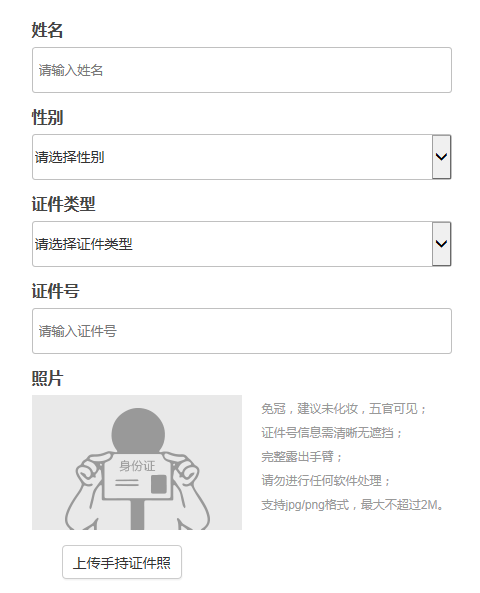 姓名
请输入姓名
性别
请选择性别
证件类型
请选择证件类型
证件号
请输入证件号
照片
身份证
免冠，建议未化妆，五官可见；
证件号信息需清晰无遮挡；
完整露出手臂；
请勿进行任何软件处理；
支持jpg/png格式，最大不超过2M。
上传手持证件照